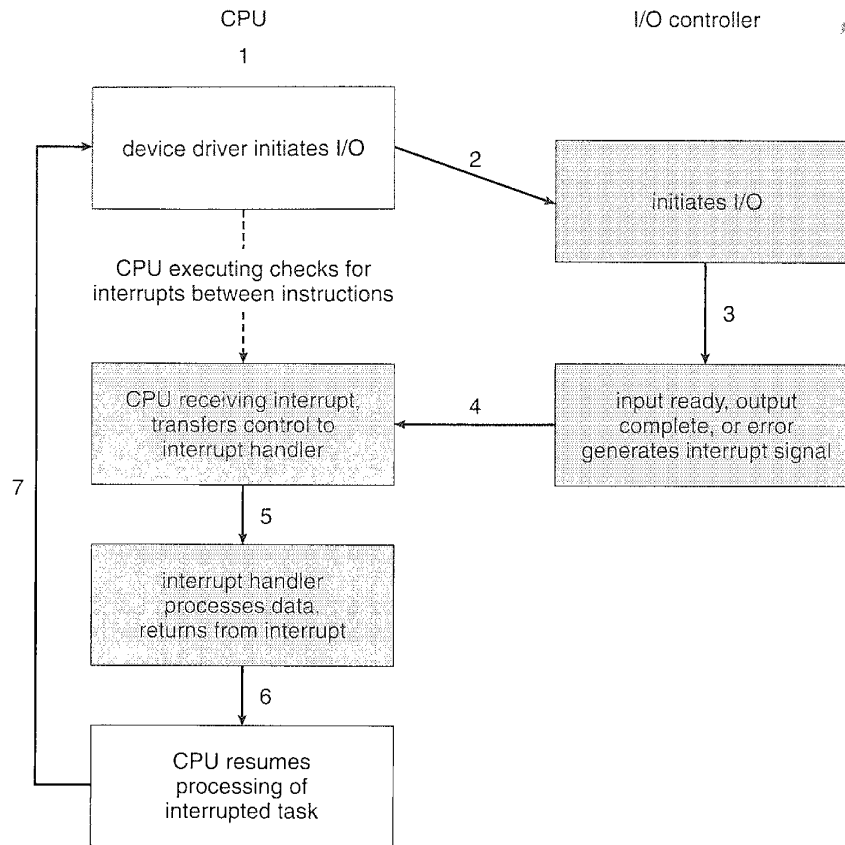 CPU
I/O controller
1
device driver initiates I/O
2
initiates I/O
CPU executing checks for
interrupts between instructions
3
CPU receiving interrupt,
transfers control to
interrupt handler
4
input ready, output
complete, or error
generates interrupt signal
7
5
interrupt handler
processes data,
returns from interrupt
6
CPU resumes
processing of
interrupted task